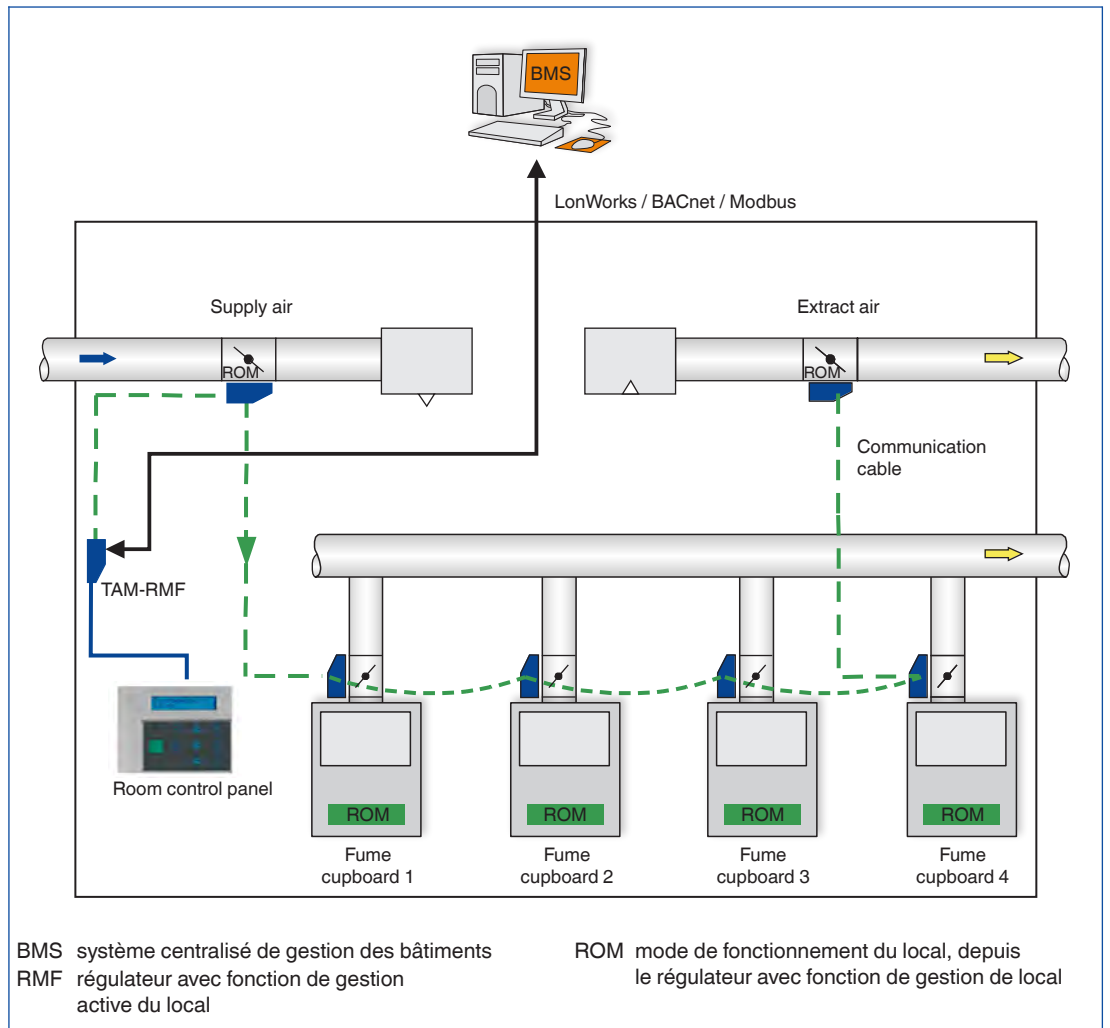 BMS
LonWorks / BACnet / Modbus
Supply air
Extract air
ROM
ROM
Communication
cable
TAM-RMF
Room control panel
ROM
ROM
ROM
ROM
Fume
cupboard 1
Fume
cupboard 2
Fume
cupboard 3
Fume
cupboard 4
BMS système centralisé de gestion des bâtiments
RMF régulateur avec fonction de gestion
active du local
ROM mode de fonctionnement du local, depuis
le régulateur avec fonction de gestion de local